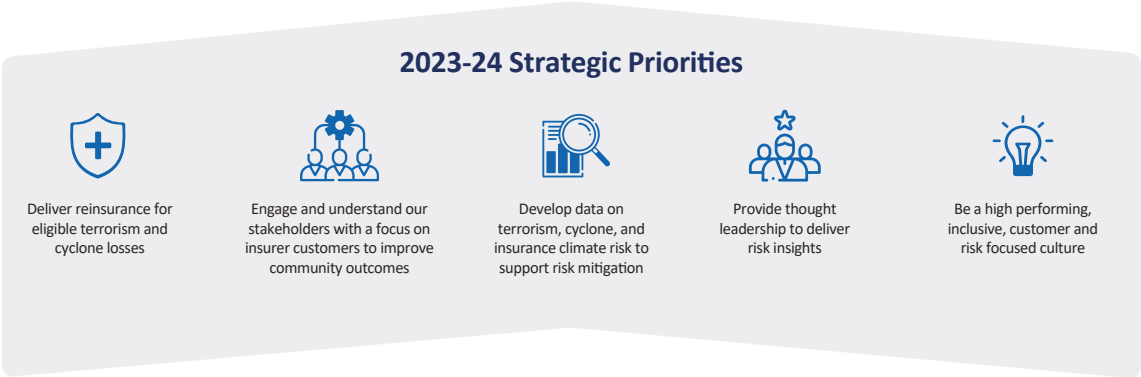 2023-24 Strategic Priorities
Deliver reinsurance for
eligible terrorism and
cyclone losses
Engage and understand our
stakeholders with a focus on
insurer customers to improve
community outcomes
Develop data on
terrorism, cyclone, and
insurance climate risk to
support risk mitigation
Provide thought
leadership to deliver
risk insights
Be a high performing,
inclusive, customer and
risk focused culture